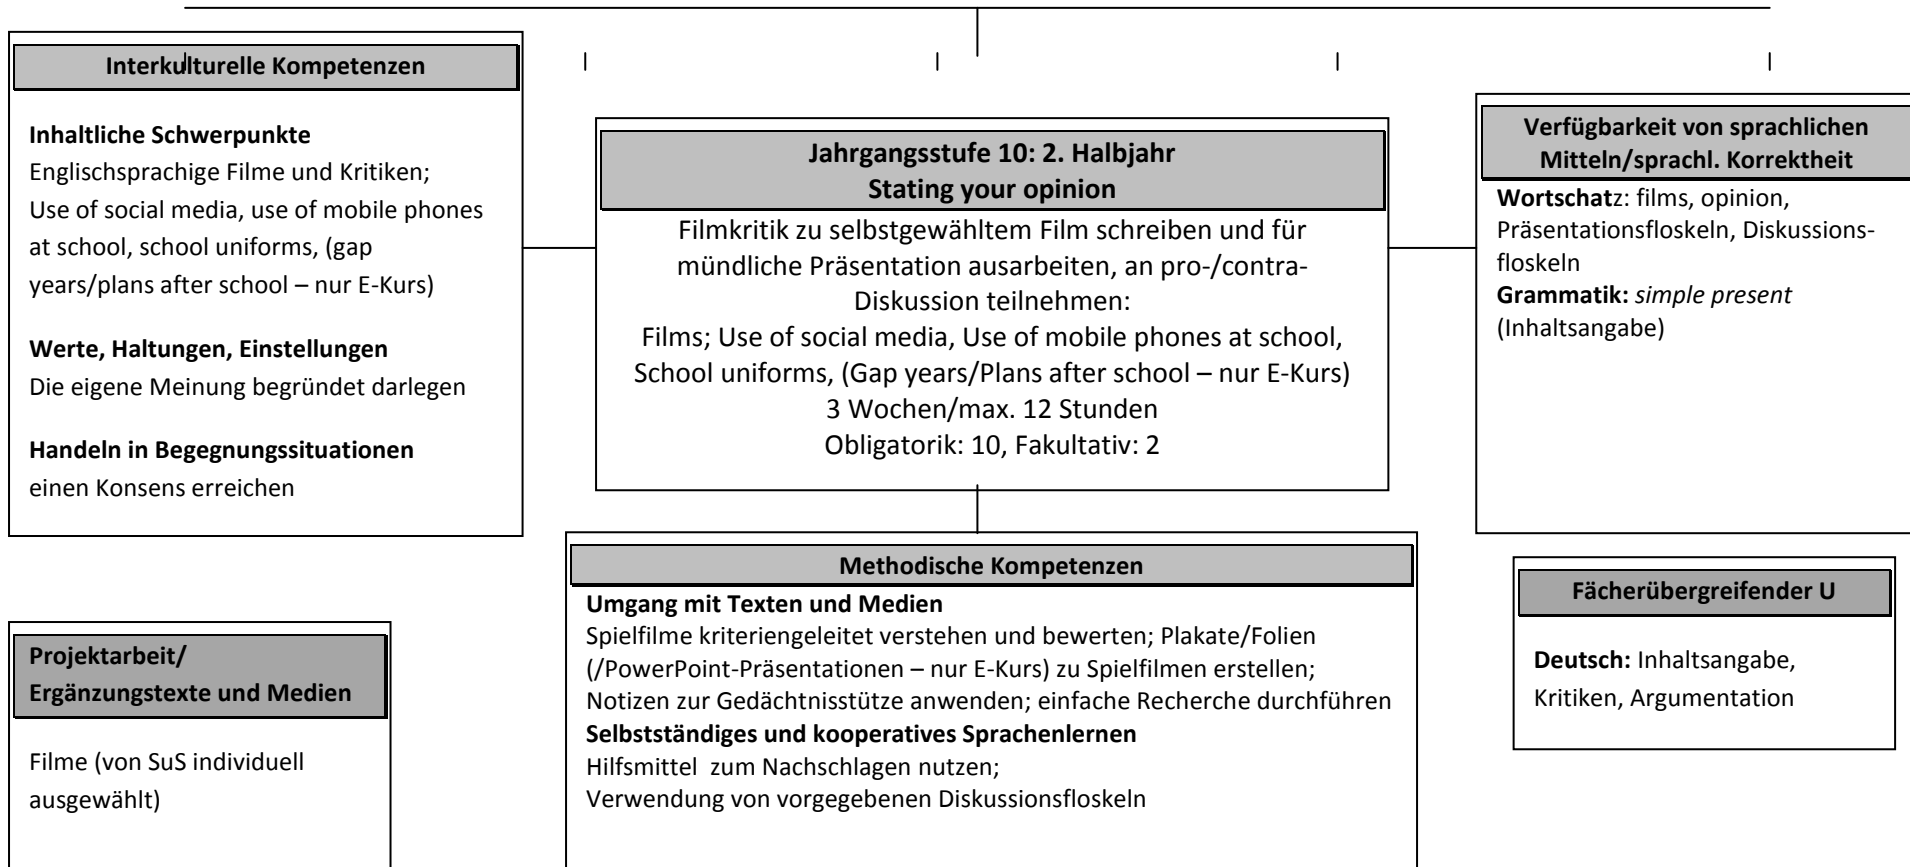 Interkulturelle Kompetenzen
Inhaltliche Schwerpunkte
Englischsprachige Filme und Kritiken;
Use of social media, use of mobile phones
at school, school uniforms, (gap
years/plans after school – nur E-Kurs)
Werte, Haltungen, Einstellungen
Die eigene Meinung begründet darlegen
Handeln in Begegnungssituationen
einen Konsens erreichen
Jahrgangsstufe 10: 2. Halbjahr
Stating your opinion
Filmkritik zu selbstgewähltem Film schreiben und für
mündliche Präsentation ausarbeiten, an pro-/contra-
Diskussion teilnehmen:
Films; Use of social media, Use of mobile phones at school,
School uniforms, (Gap years/Plans after school – nur E-Kurs)
3 Wochen/max. 12 Stunden
Obligatorik: 10, Fakultativ: 2
Verfügbarkeit von sprachlichen
Mitteln/sprachl. Korrektheit
Wortschatz: films, opinion,
Präsentationsfloskeln, Diskussions-
floskeln
Grammatik: simple present
(Inhaltsangabe)
Projektarbeit/
Ergänzungstexte und Medien
Filme (von SuS individuell
ausgewählt)
Methodische Kompetenzen
Umgang mit Texten und Medien
Spielfilme kriteriengeleitet verstehen und bewerten; Plakate/Folien
(/PowerPoint-Präsentationen – nur E-Kurs) zu Spielfilmen erstellen;
Notizen zur Gedächtnisstütze anwenden; einfache Recherche durchführen
Selbstständiges und kooperatives Sprachenlernen
Hilfsmittel zum Nachschlagen nutzen;
Verwendung von vorgegebenen Diskussionsfloskeln
Fächerübergreifender U
Deutsch: Inhaltsangabe,
Kritiken, Argumentation